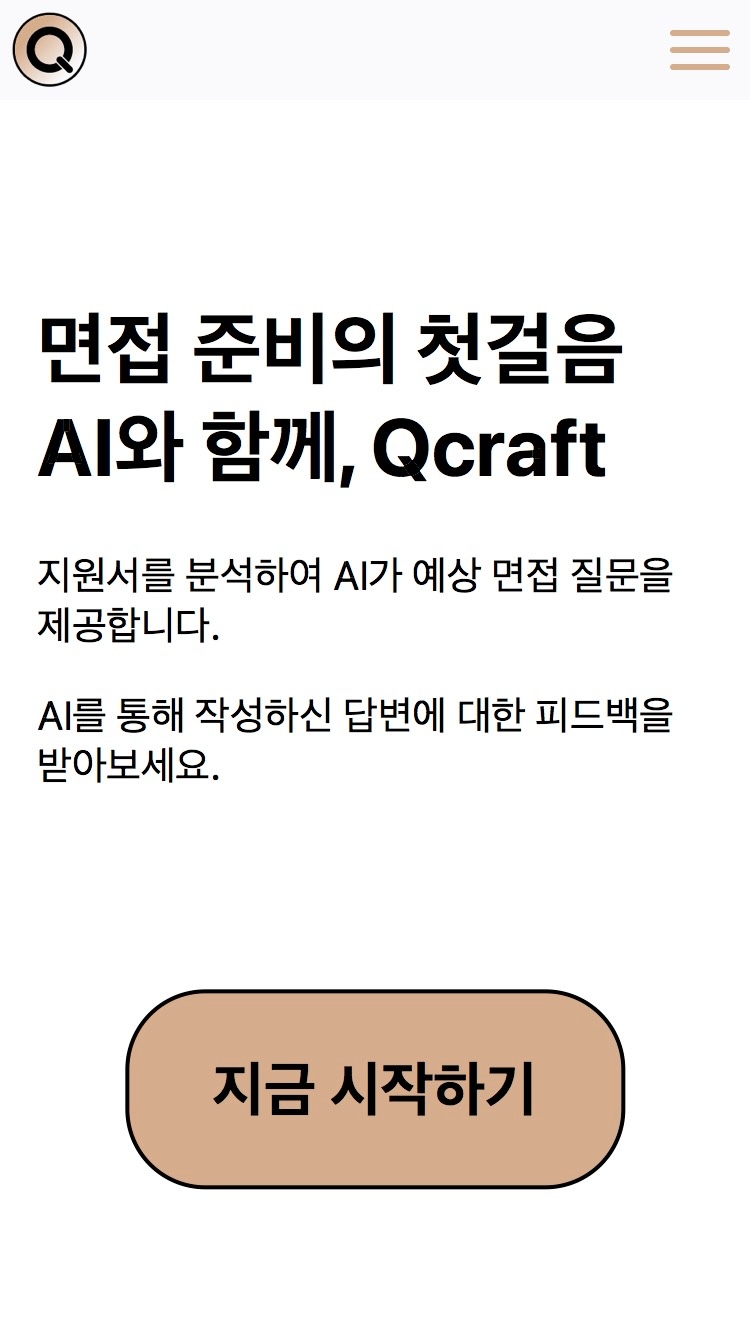 Q
면접 준비의 첫걸음
AI와 함께, Qcraft
지원서를 분석하여 AI가 예상 면접 질문을
제공합니다.
AI를 통해 작성하신 답변에 대한 피드백을
받아보세요.
지금 시작하기